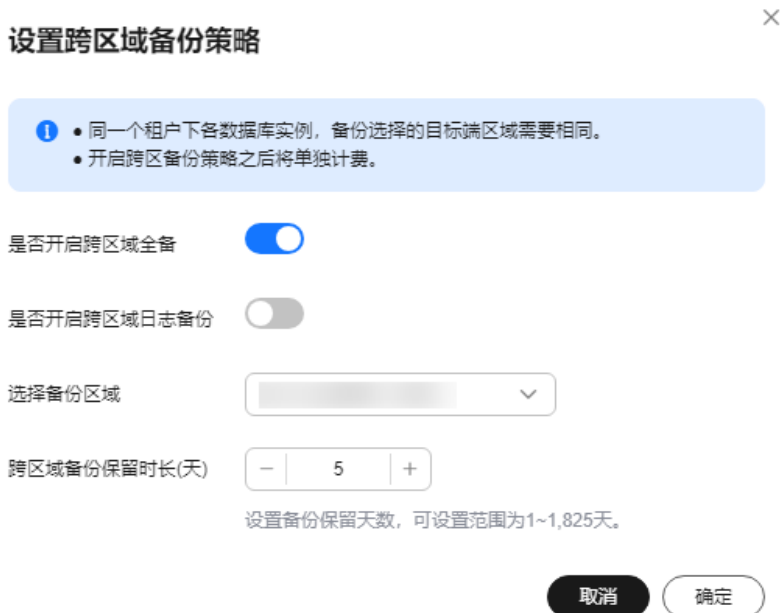 设置跨区域备份策略
● 同一个租户下各数据库实例，备份选择的目标端区域需要相同。
● 开启跨区备份策略之后将单独计费。
是否开启跨区域全备
是否开启跨区域日志备份
选择备份区域
跨区域备份保留时长(天)
5
设置备份保留天数，可设置范围为1~1,825天。
取消
确定